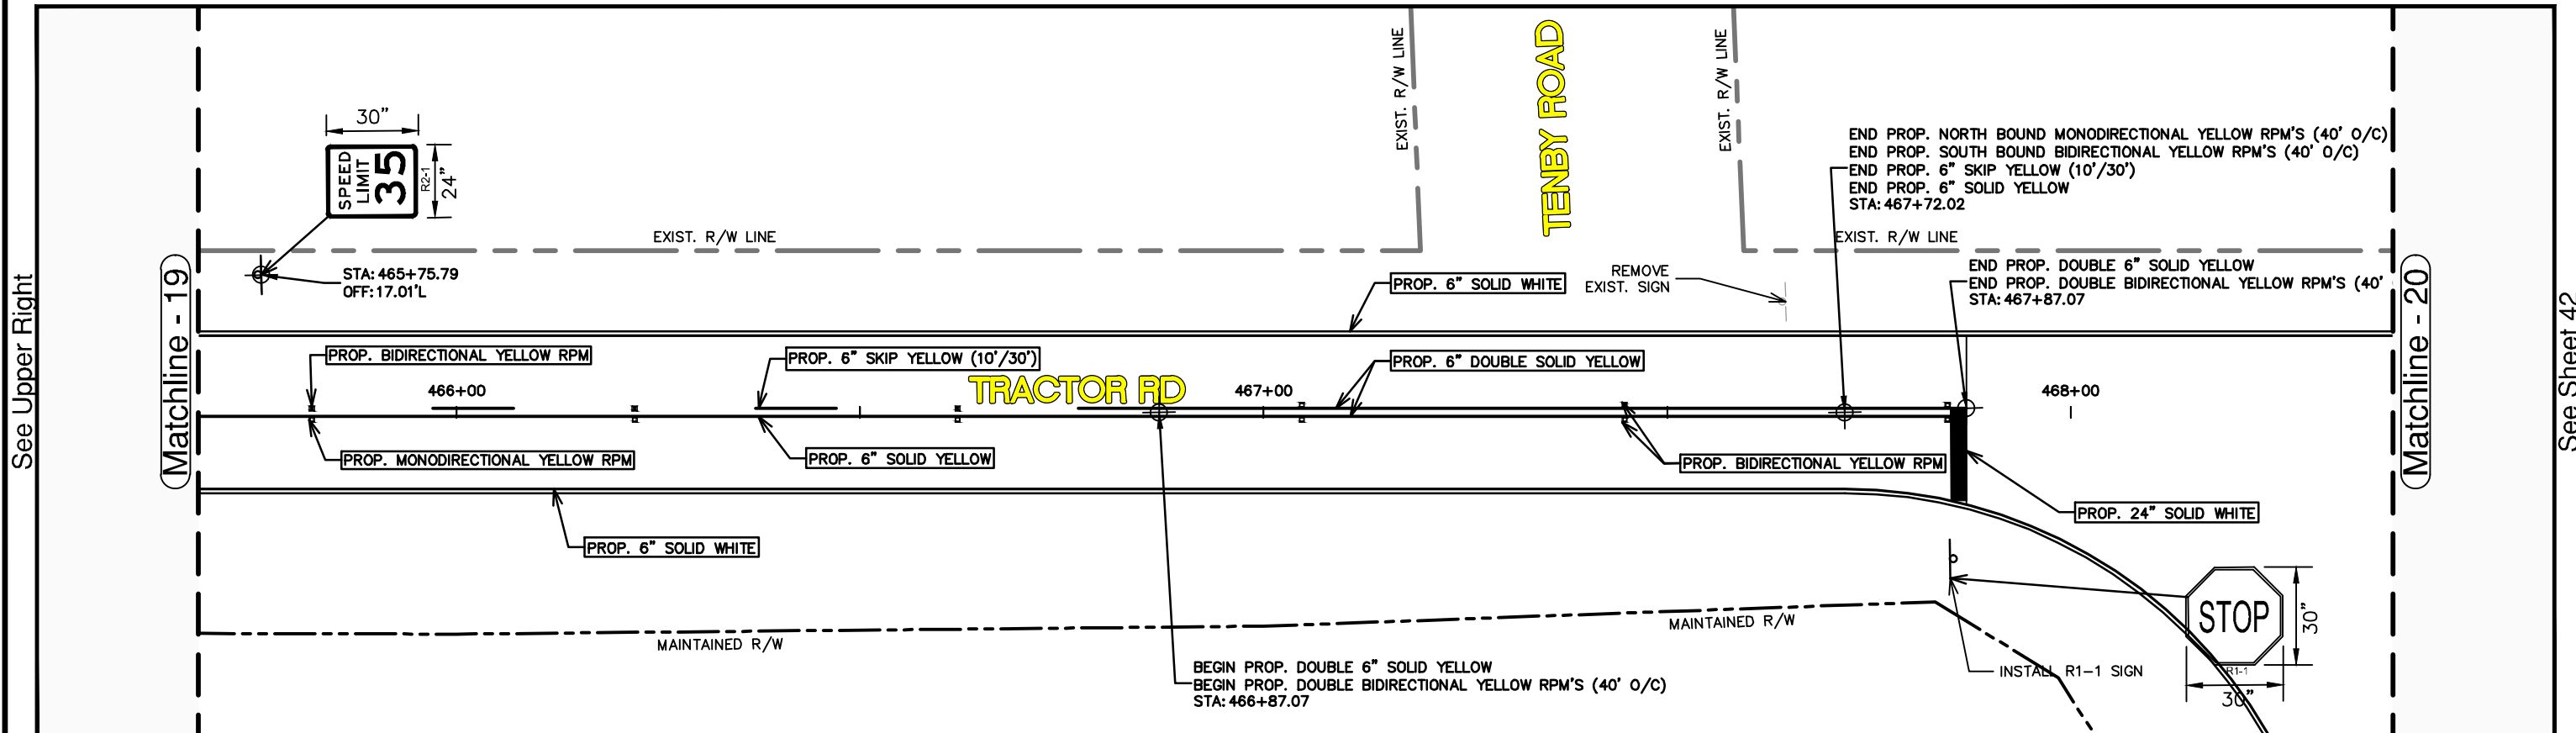 See Upper Right
Matchline - 19
30"
SPEED
LIMIT
35
R2-1
24"
STA: 465+75.79
OFF: 17.01'L
EXIST. R/W LINE
EXIST. R/W LINE
TENBY ROAD
EXIST. R/W LINE
END PROP. NORTH BOUND MONODIRECTIONAL YELLOW RPM'S (40' O/C)
END PROP. SOUTH BOUND BIDIRECTIONAL YELLOW RPM'S (40' O/C)
END PROP. 6" SKIP YELLOW (10'/30')
END PROP. 6" SOLID YELLOW
STA: 467+72.02
EXIST. R/W LINE
REMOVE
EXIST. SIGN
PROP. 6" SOLID WHITE
END PROP. DOUBLE 6" SOLID YELLOW
END PROP. DOUBLE BIDIRECTIONAL YELLOW RPM'S (40'
STA: 467+87.07
PROP. BIDIRECTIONAL YELLOW RPM
PROP. 6" SKIP YELLOW (10'/30')
PROP. 6" DOUBLE SOLID YELLOW
466+00
TRACTOR RD
467+00
468+00
PROP. MONODIRECTIONAL YELLOW RPM
PROP. 6" SOLID YELLOW
PROP. BIDIRECTIONAL YELLOW RPM
PROP. 24" SOLID WHITE
PROP. 6" SOLID WHITE
MAINTAINED R/W
MAINTAINED R/W
BEGIN PROP. DOUBLE 6" SOLID YELLOW
BEGIN PROP. DOUBLE BIDIRECTIONAL YELLOW RPM'S (40' O/C)
STA: 466+87.07
INSTALL R1-1 SIGN
STOP
R1-1
30"
30"
Matchline - 20
See Sheet 42